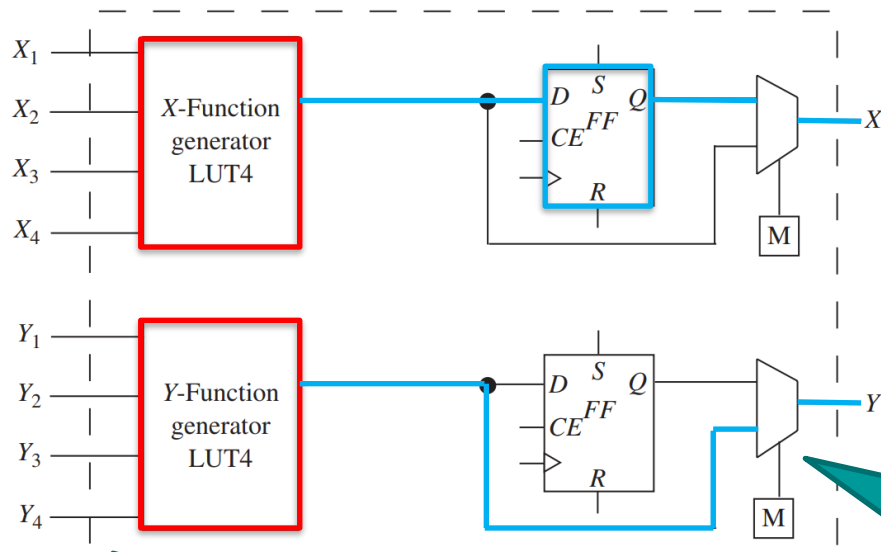 X1
X2
X3
X4
X-Function
generator
LUT4
D
S
Q
CE
FF
R
M
X
Y1
Y2
Y3
Y4
Y-Function
generator
LUT4
D
S
Q
CE
FF
R
M
Y